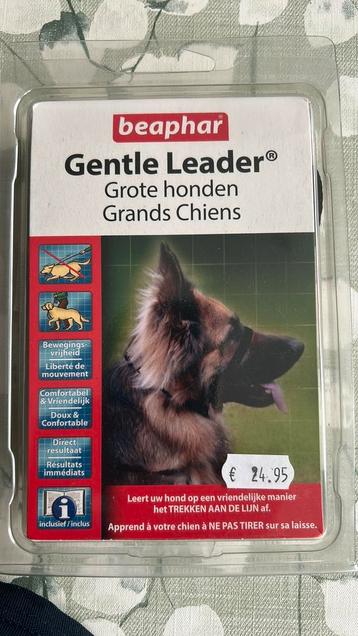 beaphar
Gentle Leader®
Grote honden
Grands Chiens
Bewegings-
vrijheid
Liberté de
mouvement
Comfortabel
& Vriendelijk
Doux &
Confortable
Direct
resultaat
Résultats
immédiats
inclusief / inclus
€ 24.95
Leert uw hond op een vriendelijke manier
het TREKKEN AAN DE LIJN af.
Apprend à votre chien à NE PAS TIRER sur sa laisse.